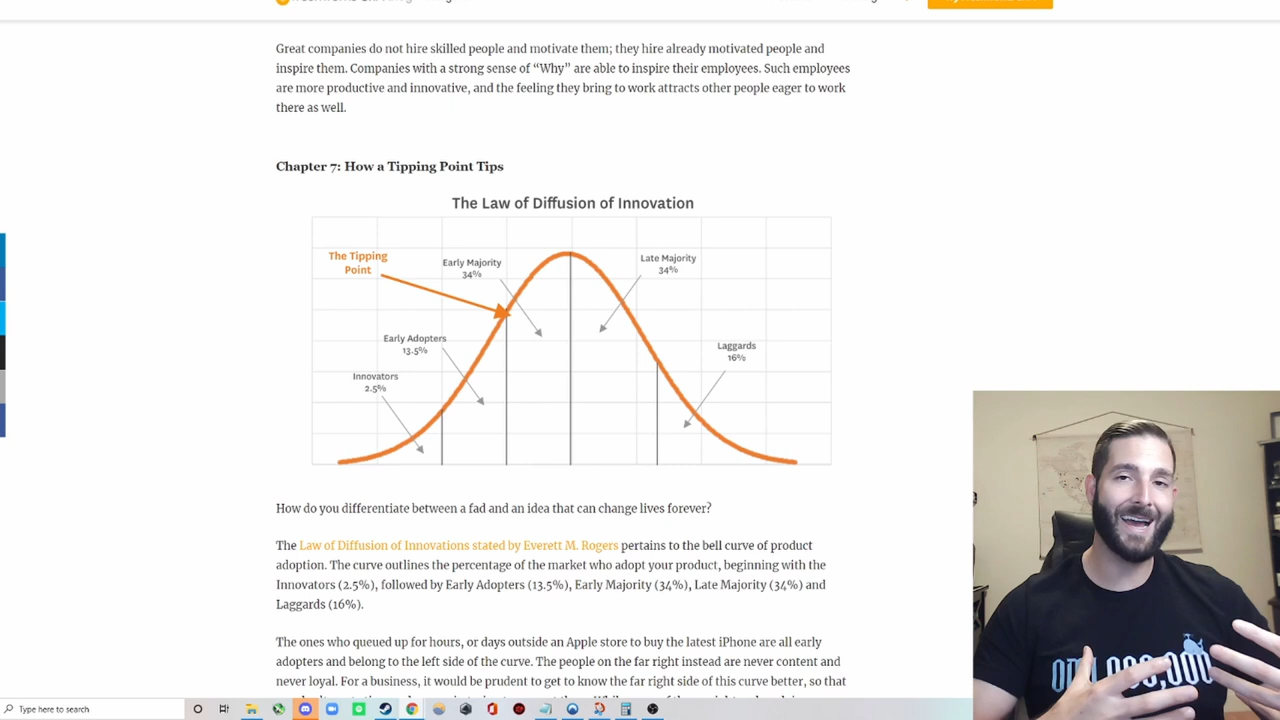 Great companies do not hire skilled people and motivate them; they hire already motivated people and
inspire them. Companies with a strong sense of “Why” are able to inspire their employees. Such employees
are more productive and innovative, and the feeling they bring to work attracts other people eager to work
there as well.
Chapter 7: How a Tipping Point Tips
The Law of Diffusion of Innovation
The Tipping
Point
Early Majority
34%
Late Majority
34%
Early Adopters
13.5%
Laggards
16%
Innovators
2.5%
How do you differentiate between a fad and an idea that can change lives forever?
The Law of Diffusion of Innovations stated by Everett M. Rogers pertains to the bell curve of product
adoption. The curve outlines the percentage of the market who adopt your product, beginning with the
Innovators (2.5%), followed by Early Adopters (13.5%), Early Majority (34%), Late Majority (34%) and
Laggards (16%).
The ones who queued up for hours, or days outside an Apple store to buy the latest iPhone are all early
adopters and belong to the left side of the curve. The people on the far right instead are never content and
never loyal. For a business, it would be prudent to get to know the far right side of this curve better, so that
Type here to search